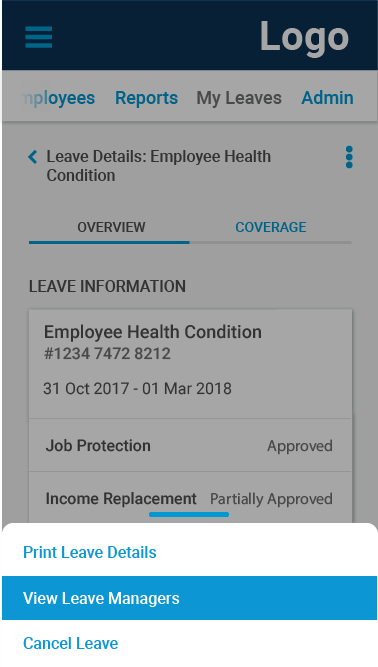 Logo
mployees Reports My Leaves Admin
Leave Details: Employee Health
Condition
OVERVIEW COVERAGE
LEAVE INFORMATION
Employee Health Condition
#1234 7472 8212
31 Oct 2017 - 01 Mar 2018
Job Protection Approved
Income Replacement Partially Approved
Print Leave Details
View Leave Managers
Cancel Leave